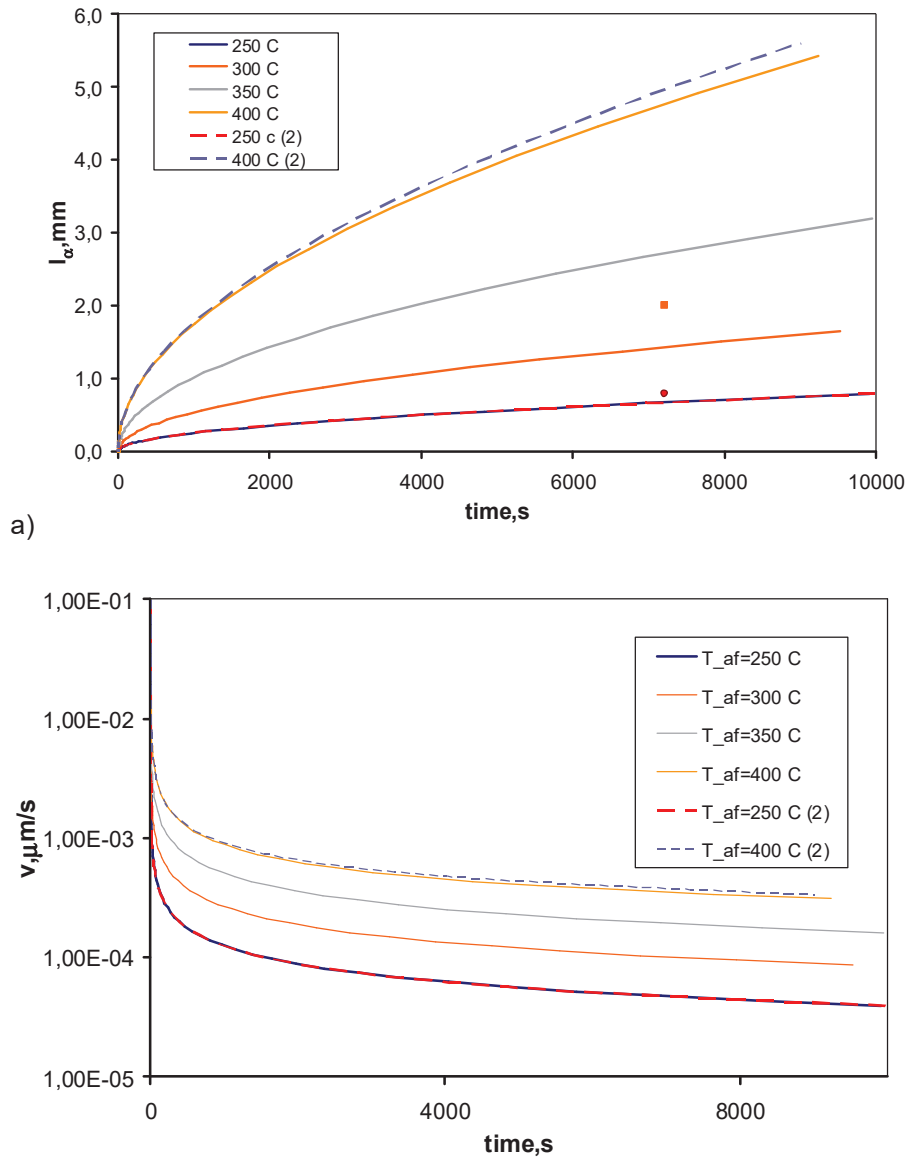 6,0
5,0
4,0
3,0
2,0
1,0
0,0
lα,mm
250 C
300 C
350 C
400 C
250 c (2)
400 C (2)
0 2000 4000 6000 8000 10000
time,s
a)
1,00E-01
1,00E-02
1,00E-03
1,00E-04
1,00E-05
v,μm/s
T_af=250 C
T_af=300 C
T_af=350 C
T_af=400 C
T_af=250 C (2)
T_af=400 C (2)
0 4000 8000
time,s